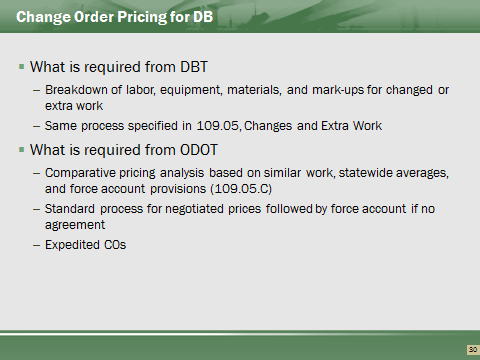 Change Order Pricing for DB
▪ What is required from DBT
– Breakdown of labor, equipment, materials, and mark-ups for changed or
extra work
– Same process specified in 109.05, Changes and Extra Work
▪ What is required from ODOT
– Comparative pricing analysis based on similar work, statewide averages,
and force account provisions (109.05.C)
– Standard process for negotiated prices followed by force account if no
agreement
– Expedited COs
30